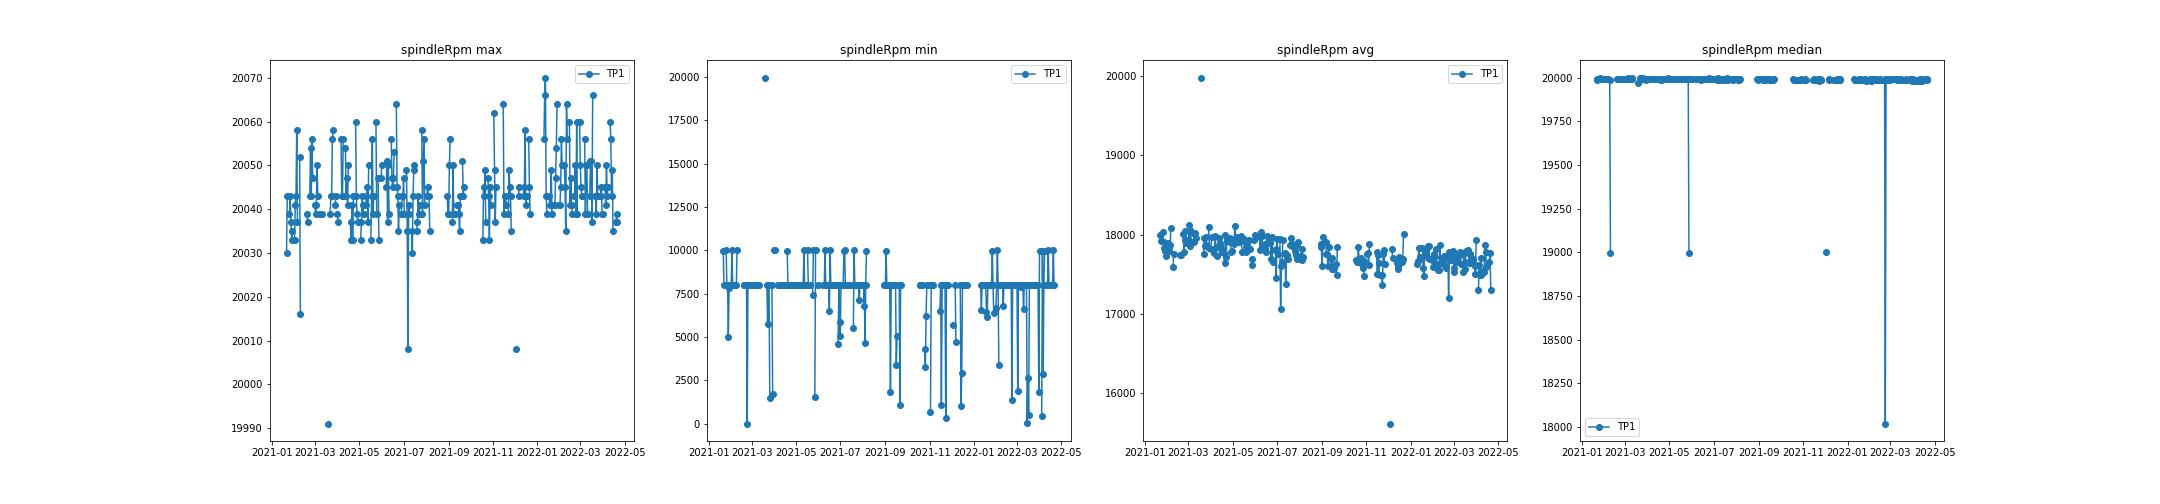 spindleRpm max
TP1
20070
20060
20050
20040
20030
20020
20010
20000
19990
2021-01 2021-03 2021-05 2021-07 2021-09 2021-11 2022-01 2022-03 2022-05
spindleRpm min
TP1
20000
17500
15000
12500
10000
7500
5000
2500
0
2021-01 2021-03 2021-05 2021-07 2021-09 2021-11 2022-01 2022-03 2022-05
spindleRpm avg
TP1
20000
19000
18000
17000
16000
2021-01 2021-03 2021-05 2021-07 2021-09 2021-11 2022-01 2022-03 2022-05
spindleRpm median
20000
19750
19500
19250
19000
18750
18500
18250
18000
TP1
2021-01 2021-03 2021-05 2021-07 2021-09 2021-11 2022-01 2022-03 2022-05